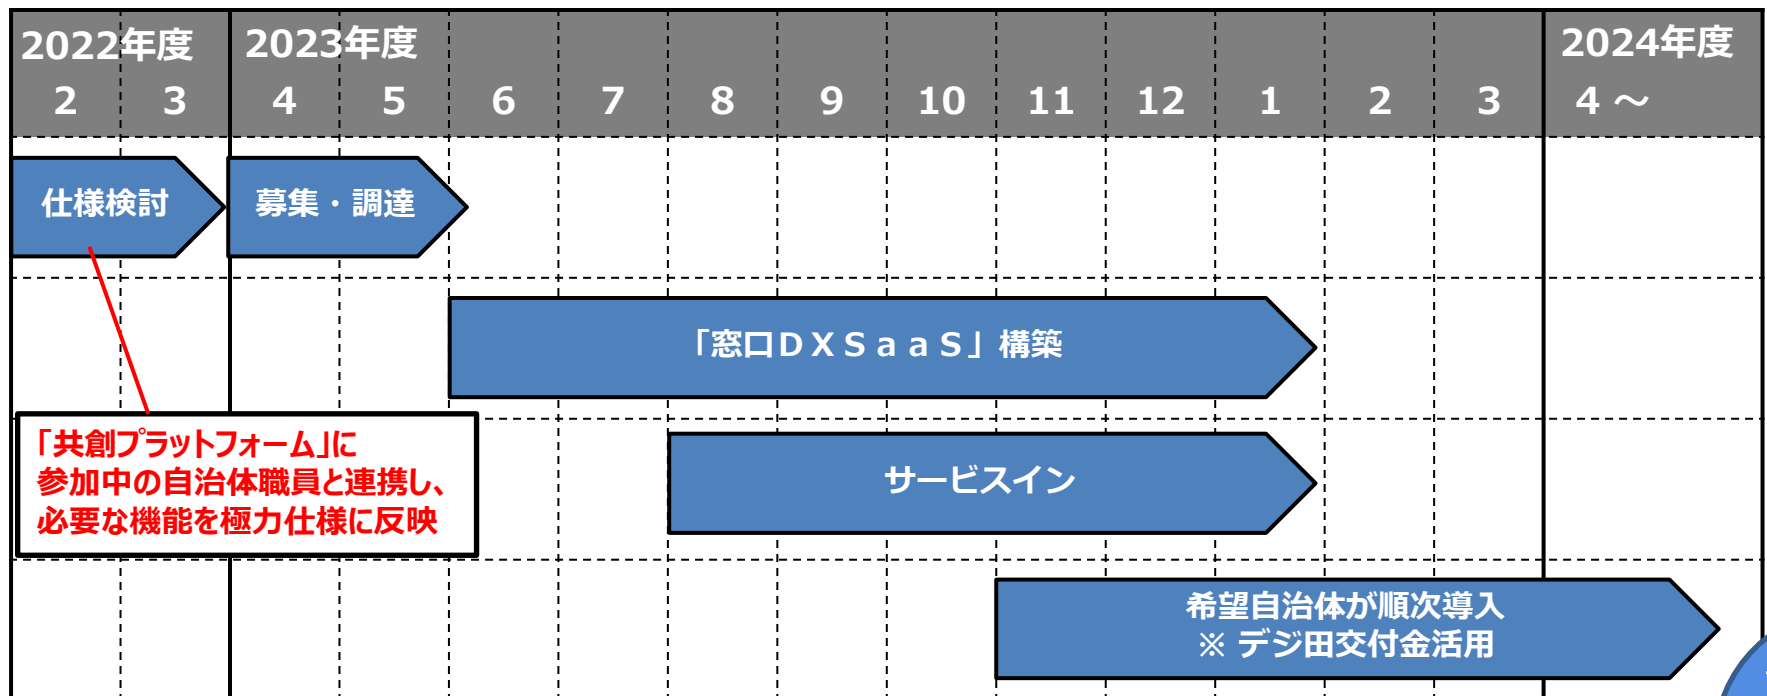 2022年度 2023年度 2024年度
2 3 4 5 6 7 8 9 10 11 12 1 2 3 4 ～
仕様検討 募集・調達
「窓口ＤＸＳａａＳ」構築
「共創プラットフォーム」に
参加中の自治体職員と連携し、
必要な機能を極力仕様に反映
サービスイン
希望自治体が順次導入
※ デジ田交付金活用